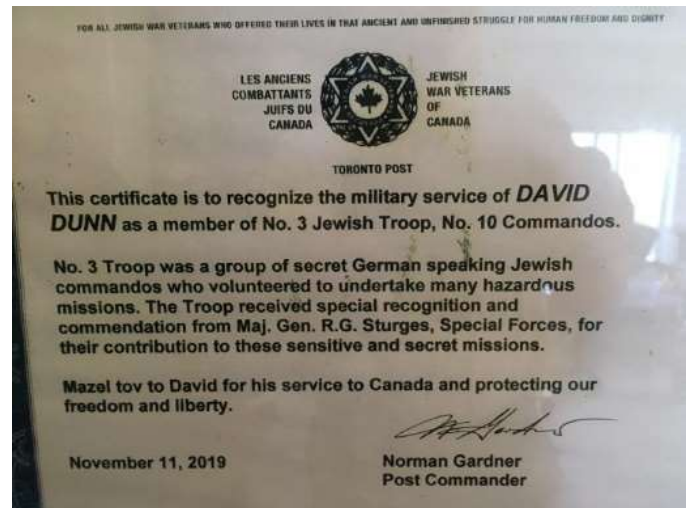 FOR ALL JEWISH WAR VETERANS WHO OFFERED THEIR LIVES IN THAT ANCIENT AND UNFINISHED STRUGGLE FOR HUMAN FREEDOM AND DIGNITY
LES ANCIENS
COMBATTANTS
JUIFS DU
CANADA
JEWISH
WAR VETERANS
OF
CANADA
TORONTO POST
This certificate is to recognize the military service of DAVID
DUNN as a member of No. 3 Jewish Troop, No. 10 Commandos.
No. 3 Troop was a group of secret German speaking Jewish
commandos who volunteered to undertake many hazardous
missions. The Troop received special recognition and
commendation from Maj. Gen. R.G. Sturges, Special Forces, for
their contribution to these sensitive and secret missions.
Mazel tov to David for his service to Canada and protecting our
freedom and liberty.
November 11, 2019
Norman Gardner
Post Commander